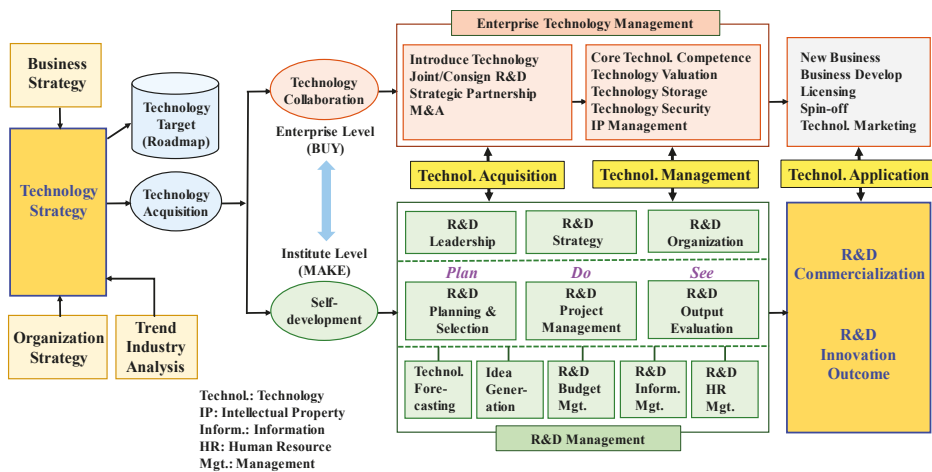 Enterprise Technology Management
Business
Strategy
Technology
Target
(Roadmap)
Technology
Strategy
Technology
Acquisition
Organization
Strategy
Trend
Industry
Analysis
Technology
Collaboration
Enterprise Level
(BUY)
Institute Level
(MAKE)
Self-
development
Introduce Technology
Joint/Consign R&D
Strategic Partnership
M&A
Core Technol. Competence
Technology Valuation
Technology Storage
Technology Security
IP Management
New Business
Business Develop
Licensing
Spin-off
Technol. Marketing
Technol. Acquisition
Technol. Management
Technol. Application
R&D
Leadership
R&D
Strategy
R&D
Organization
Plan
Do
See
R&D
Planning &
Selection
R&D
Project
Management
R&D
Output
Evaluation
Technol.
Fore-
casting
Idea
Gener-
ation
R&D
Budget
Mgt.
R&D
Inform.
Mgt.
R&D
HR
Mgt.
R&D Management
R&D
Commercialization
R&D
Innovation
Outcome
Technol.: Technology
IP: Intellectual Property
Inform.: Information
HR: Human Resource
Mgt.: Management